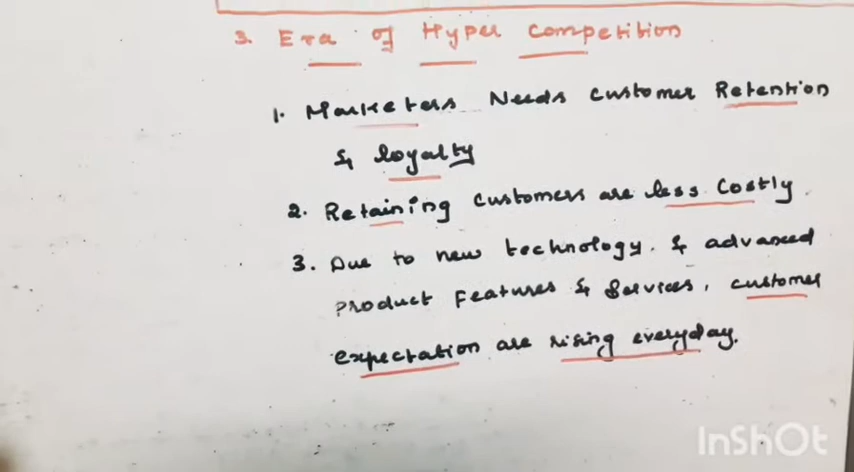 3. Era of Hyper Competition
1. Marketers Needs customer Retention
& loyalty
2. Retaining customers are less costly.
3. Due to new technology. & advanced
product Features & Services, customer
expectation are rising everyday.
InShOt